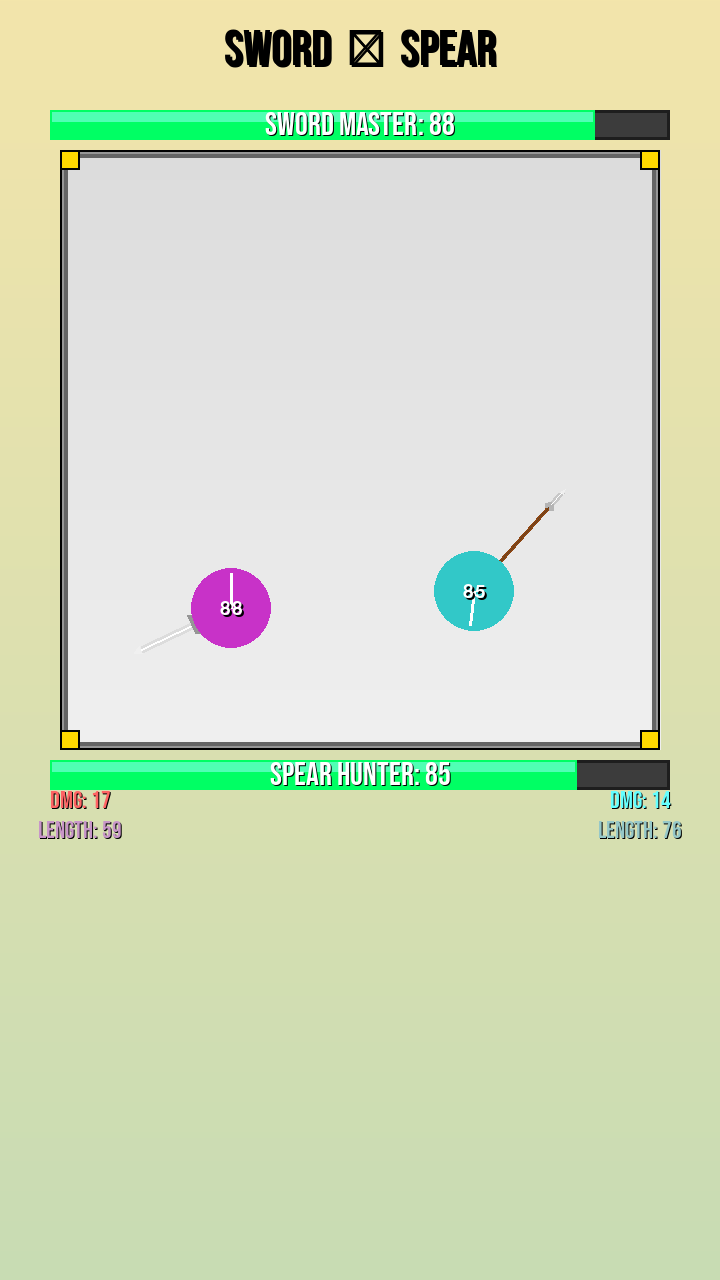 SWORD ⚔ SPEAR
SWORD MASTER: 88
88
85
SPEAR HUNTER: 85
DMG: 17
DMG: 14
LENGTH: 59
LENGTH: 76